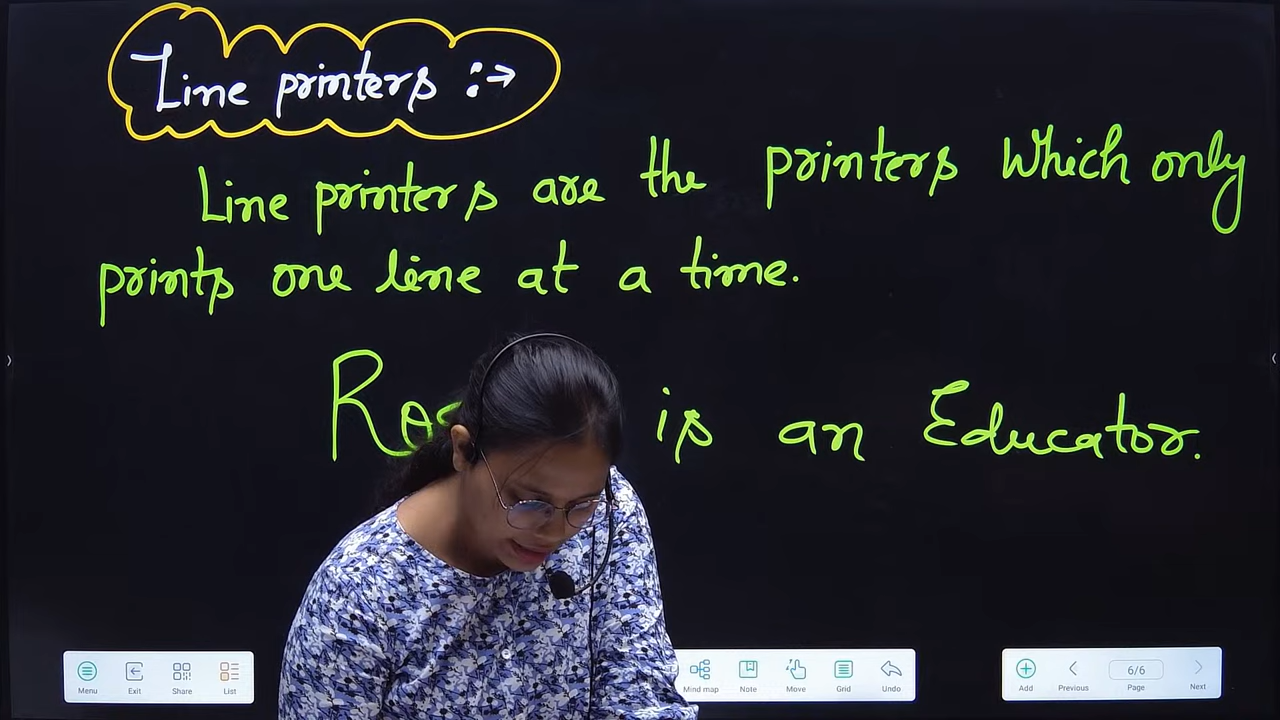 Line printers :→
Line printers are the printers which only
prints one line at a time.
is an Educator.
Menu
Exit
Share
List
Mind map
Note
Move
Grid
Undo
Add
Previous
6/6
Page
Next